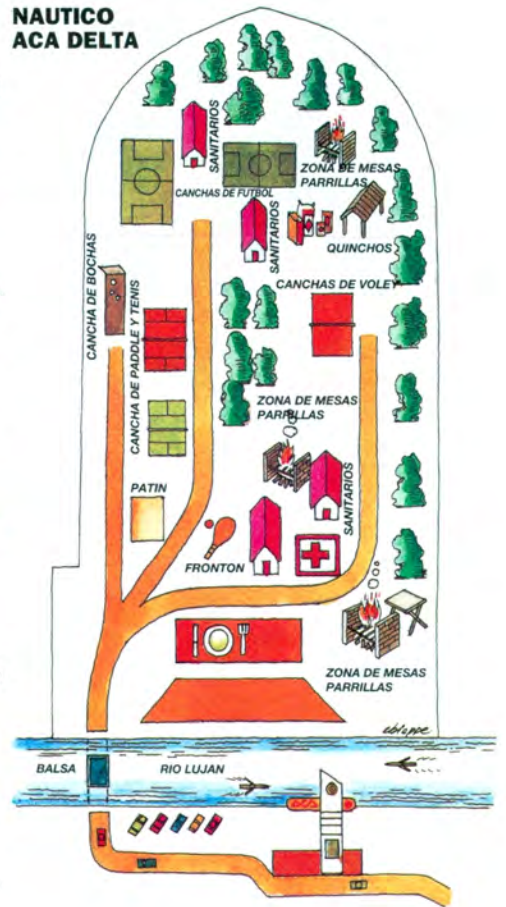 NAUTICO
ACA DELTA
SANITARIOS
ZONA DE MESAS
PARRILLAS
CANCHAS DE FUTBOL
SANITARIOS
QUINCHOS
CANCHA DE BOCHAS
CANCHAS DE VOLEY
CANCHA DE PADDLE Y TENIS
ZONA DE MESAS
PARRILLAS
SANITARIOS
PATIN
FRONTON
ZONA DE MESAS
PARRILLAS
BALSA
RIO LUJAN